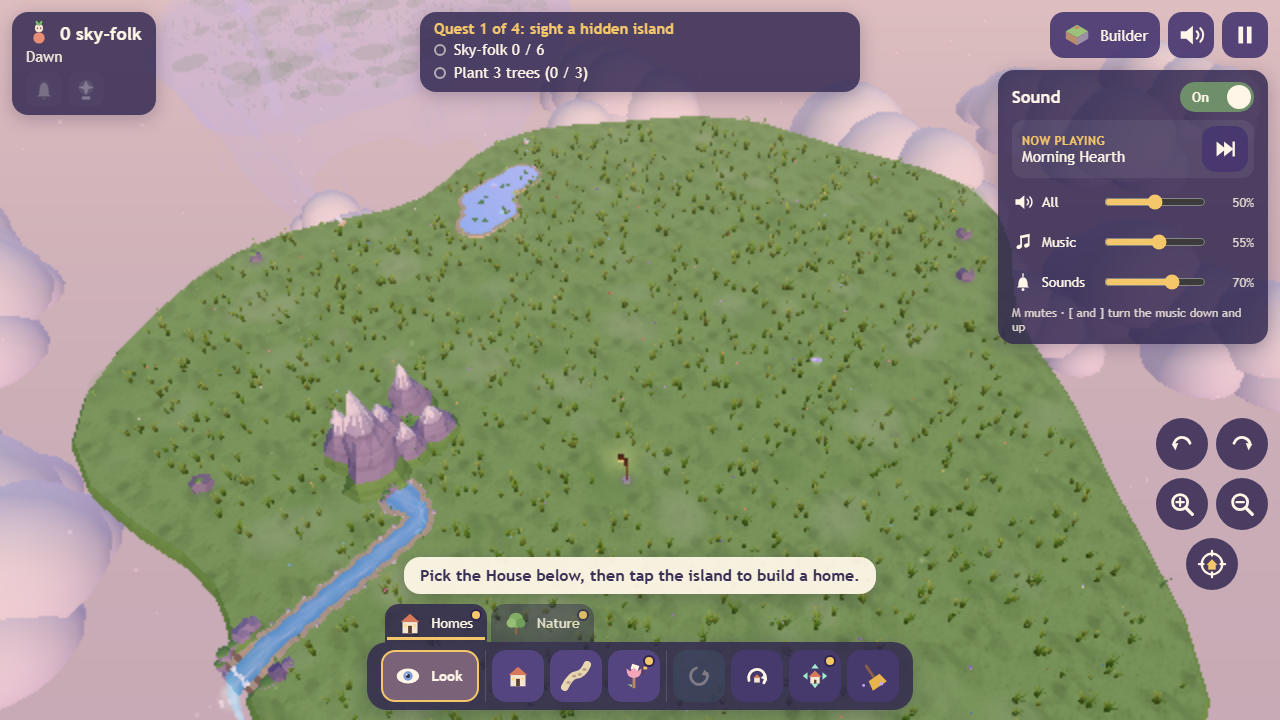 0 sky-folk
Dawn
Quest 1 of 4: sight a hidden island
Sky-folk 0 / 6
Plant 3 trees (0 / 3)
Builder
Sound
On
NOW PLAYING
Morning Hearth
All
50%
Music
55%
Sounds
70%
M mutes · [ and ] turn the music down and
up
Pick the House below, then tap the island to build a home.
Homes
Nature
Look